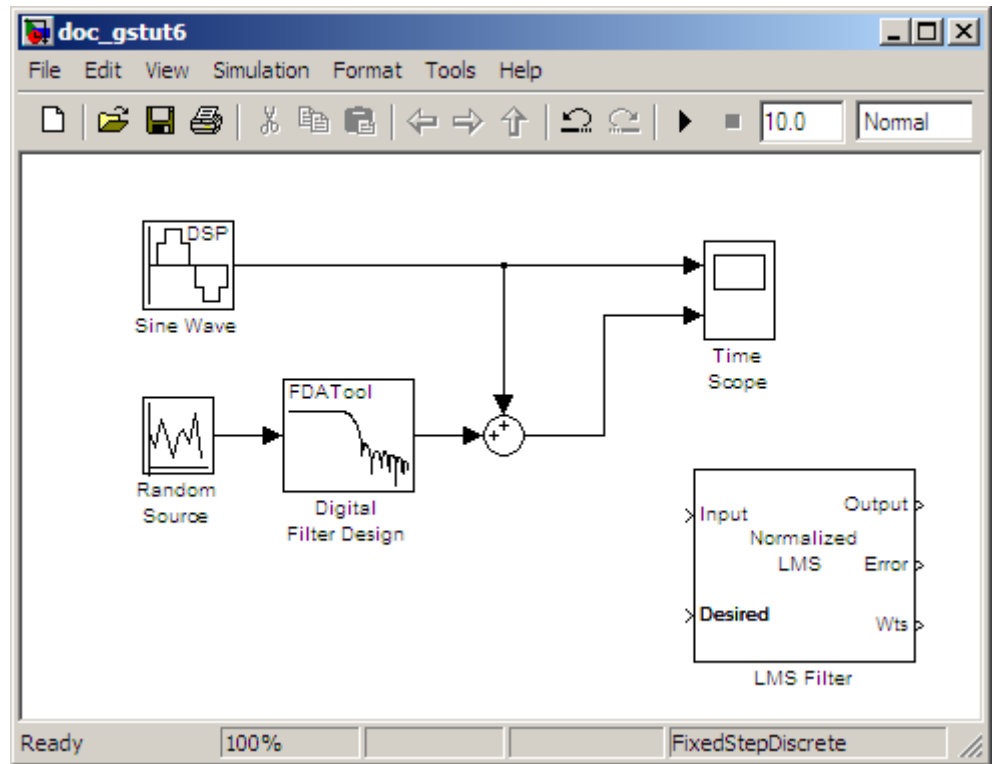 doc_gstut6
File Edit View Simulation Format Tools Help
10.0 Normal
DSP
Sine Wave
Time
Scope
FDATool
Random
Source
Digital
Filter Design
Input
Output
Normalized
LMS
Error
Desired
Wts
LMS Filter
Ready 100% FixedStepDiscrete